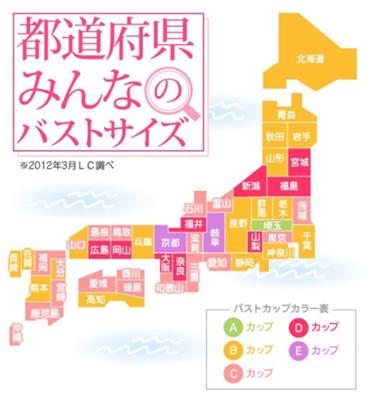 都道府県
みんなの
バストサイズ
※2012年3月LC調べ
北海道
青森
秋田 岩手
山形 宮城
新潟 福島
石川 富山 群馬 栃木 茨城
福井 岐阜 長野 埼玉 千葉
山梨 東京
神奈川
山口 島根 鳥取 兵庫 京都 滋賀 愛知 静岡
広島 岡山 大阪 奈良 三重
和歌山
長崎 佐賀 福岡 大分 愛媛 香川
熊本 宮崎 高知 徳島
鹿児島
沖縄
バストカップカラー表
A カップ D カップ
B カップ E カップ
C カップ